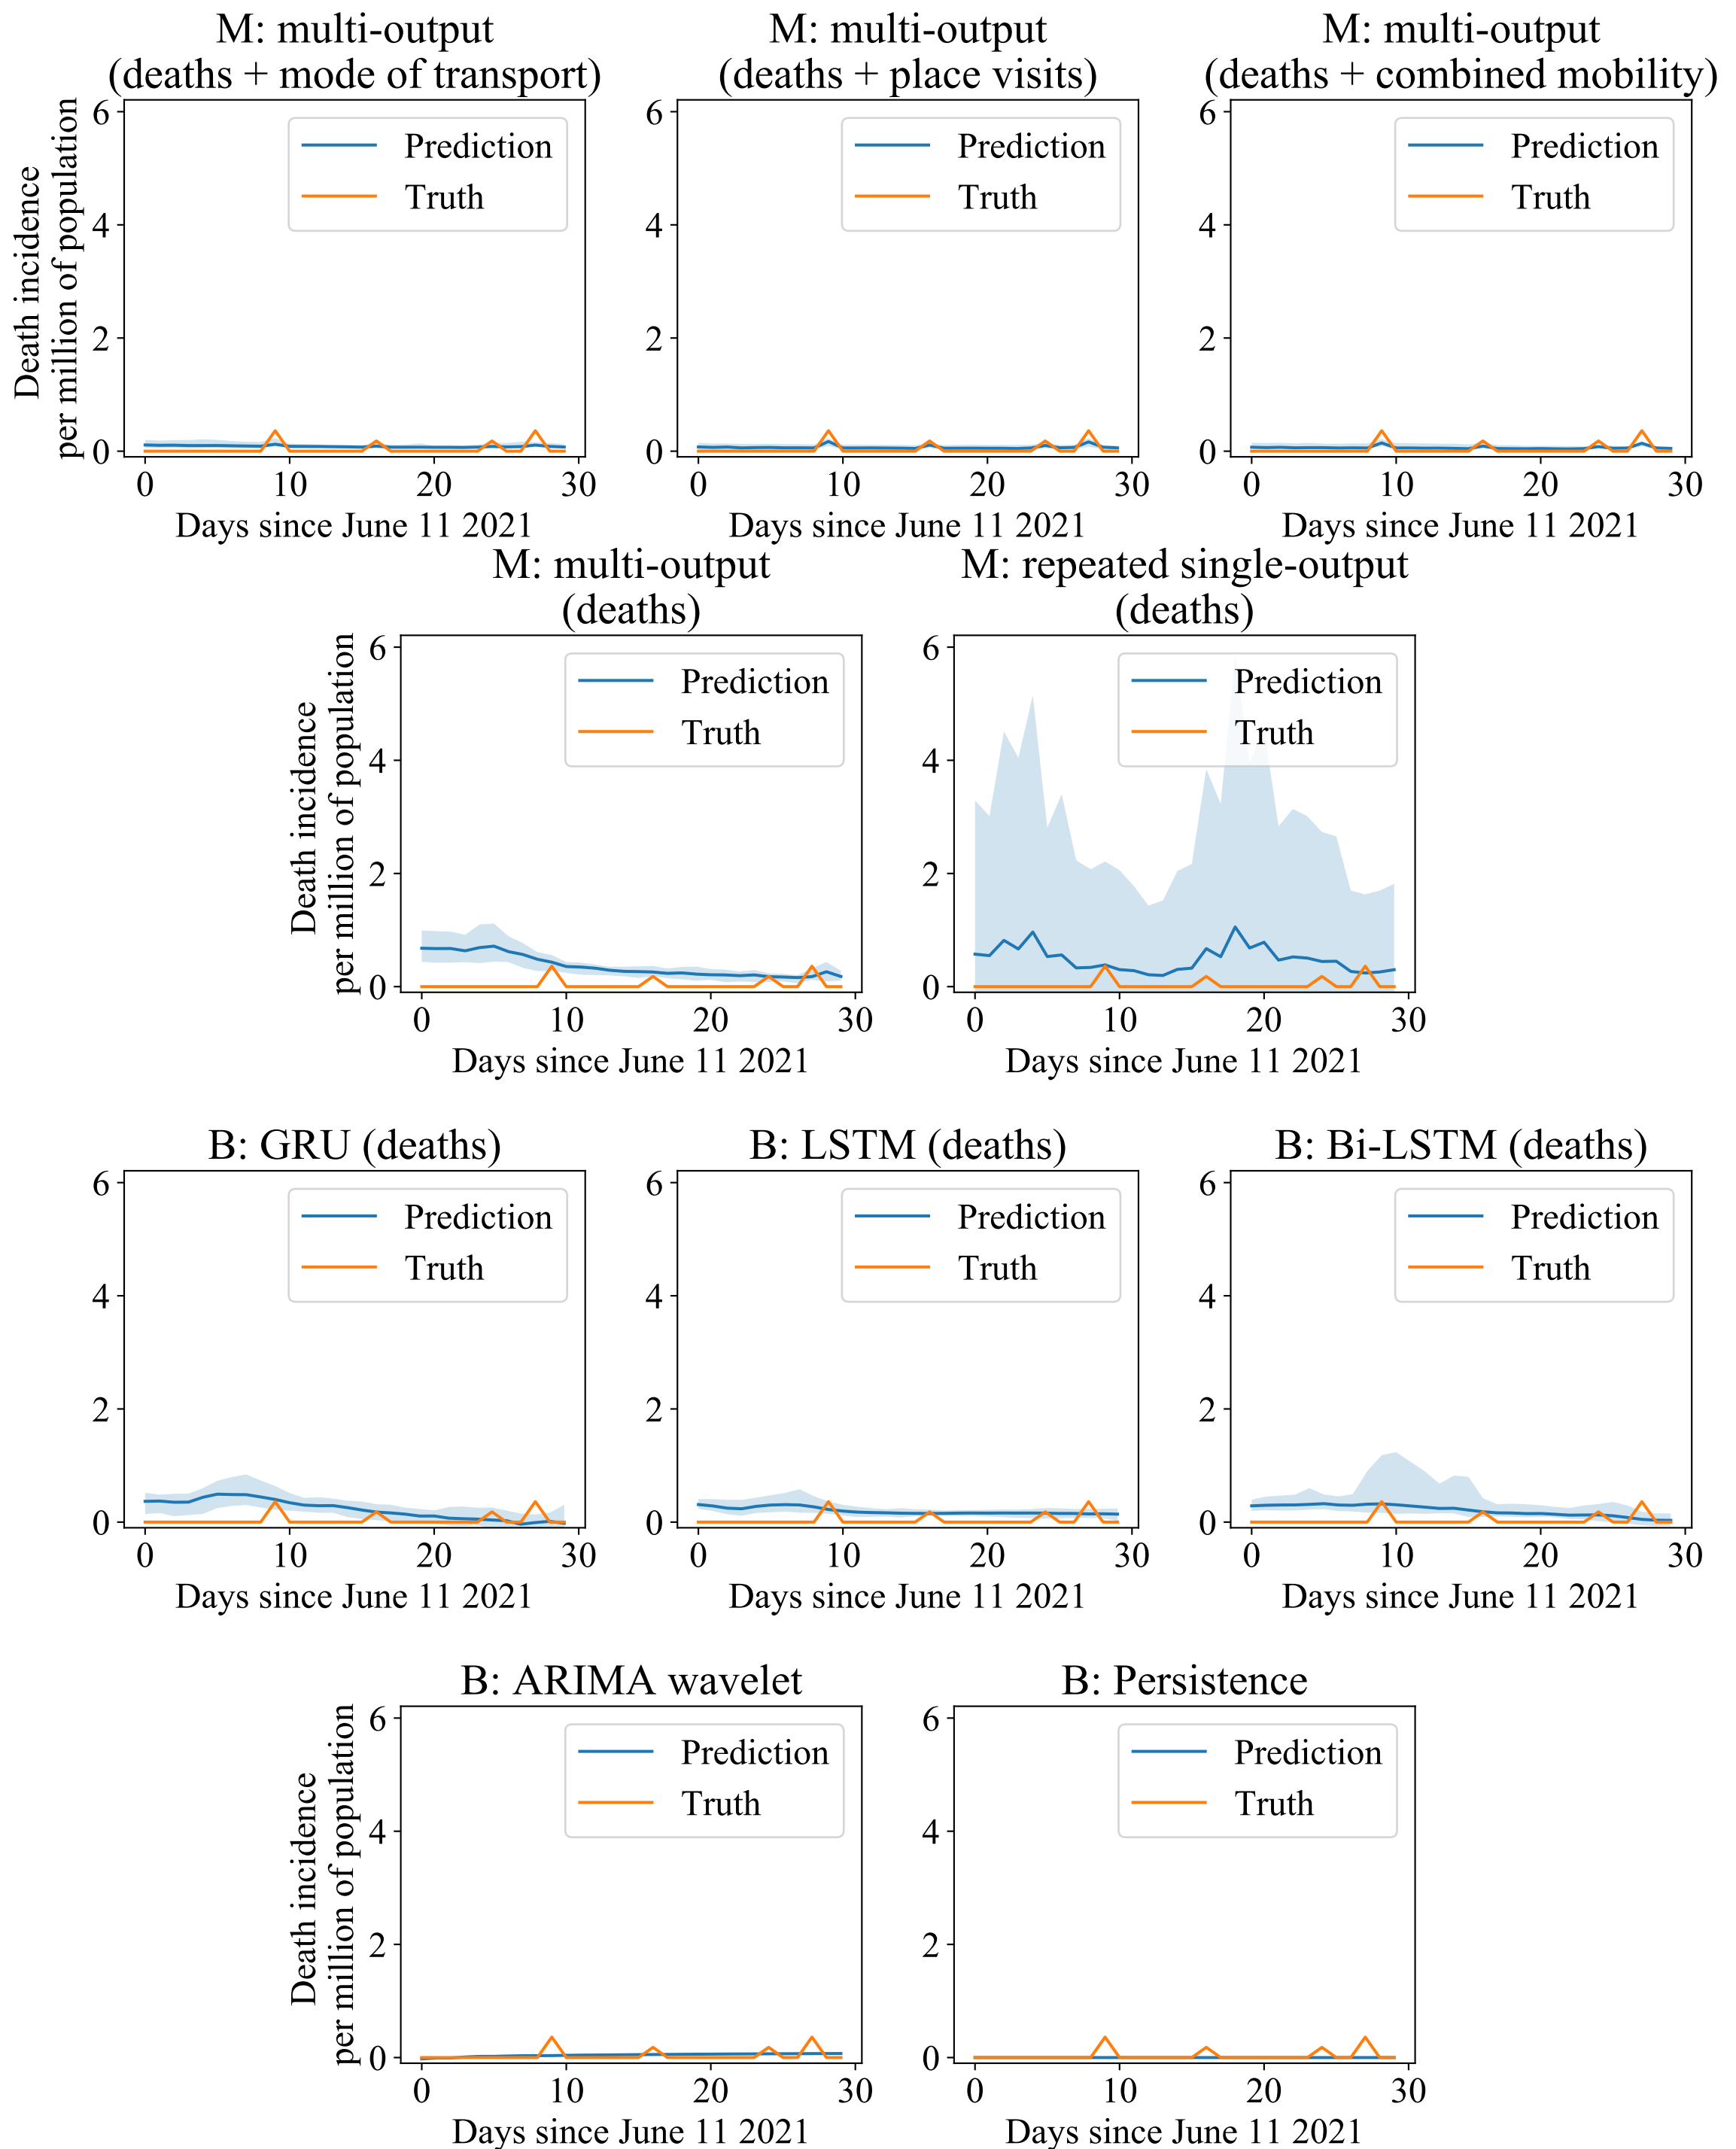 M: multi-output
(deaths + mode of transport)
Death incidence
per million of population
6
4
2
0
Prediction
Truth
0 10 20 30
Days since June 11 2021
M: multi-output
(deaths + place visits)
6
4
2
0
Prediction
Truth
0 10 20 30
Days since June 11 2021
M: multi-output
(deaths + combined mobility)
6
4
2
0
Prediction
Truth
0 10 20 30
Days since June 11 2021
M: multi-output
(deaths)
Death incidence
per million of population
6
4
2
0
Prediction
Truth
0 10 20 30
Days since June 11 2021
M: repeated single-output
(deaths)
6
4
2
0
Prediction
Truth
0 10 20 30
Days since June 11 2021
B: GRU (deaths)
6
4
2
0
Prediction
Truth
0 10 20 30
Days since June 11 2021
B: LSTM (deaths)
6
4
2
0
Prediction
Truth
0 10 20 30
Days since June 11 2021
B: Bi-LSTM (deaths)
6
4
2
0
Prediction
Truth
0 10 20 30
Days since June 11 2021
B: ARIMA wavelet
Death incidence
per million of population
6
4
2
0
Prediction
Truth
0 10 20 30
Days since June 11 2021
B: Persistence
6
4
2
0
Prediction
Truth
0 10 20 30
Days since June 11 2021